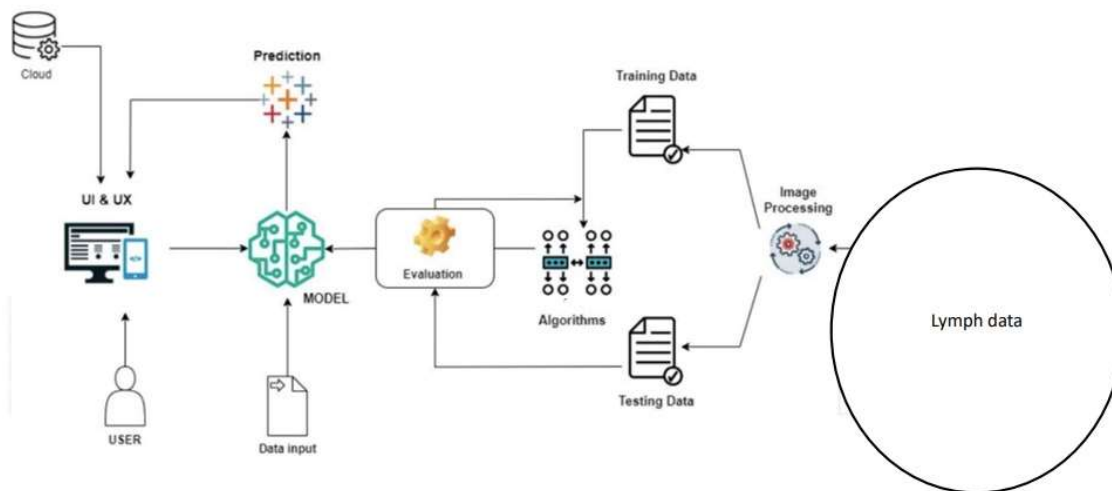 Cloud
Prediction
Training Data
UI & UX
Image
Processing
Evaluation
MODEL
Algorithms
Lymph data
Testing Data
USER
Data input